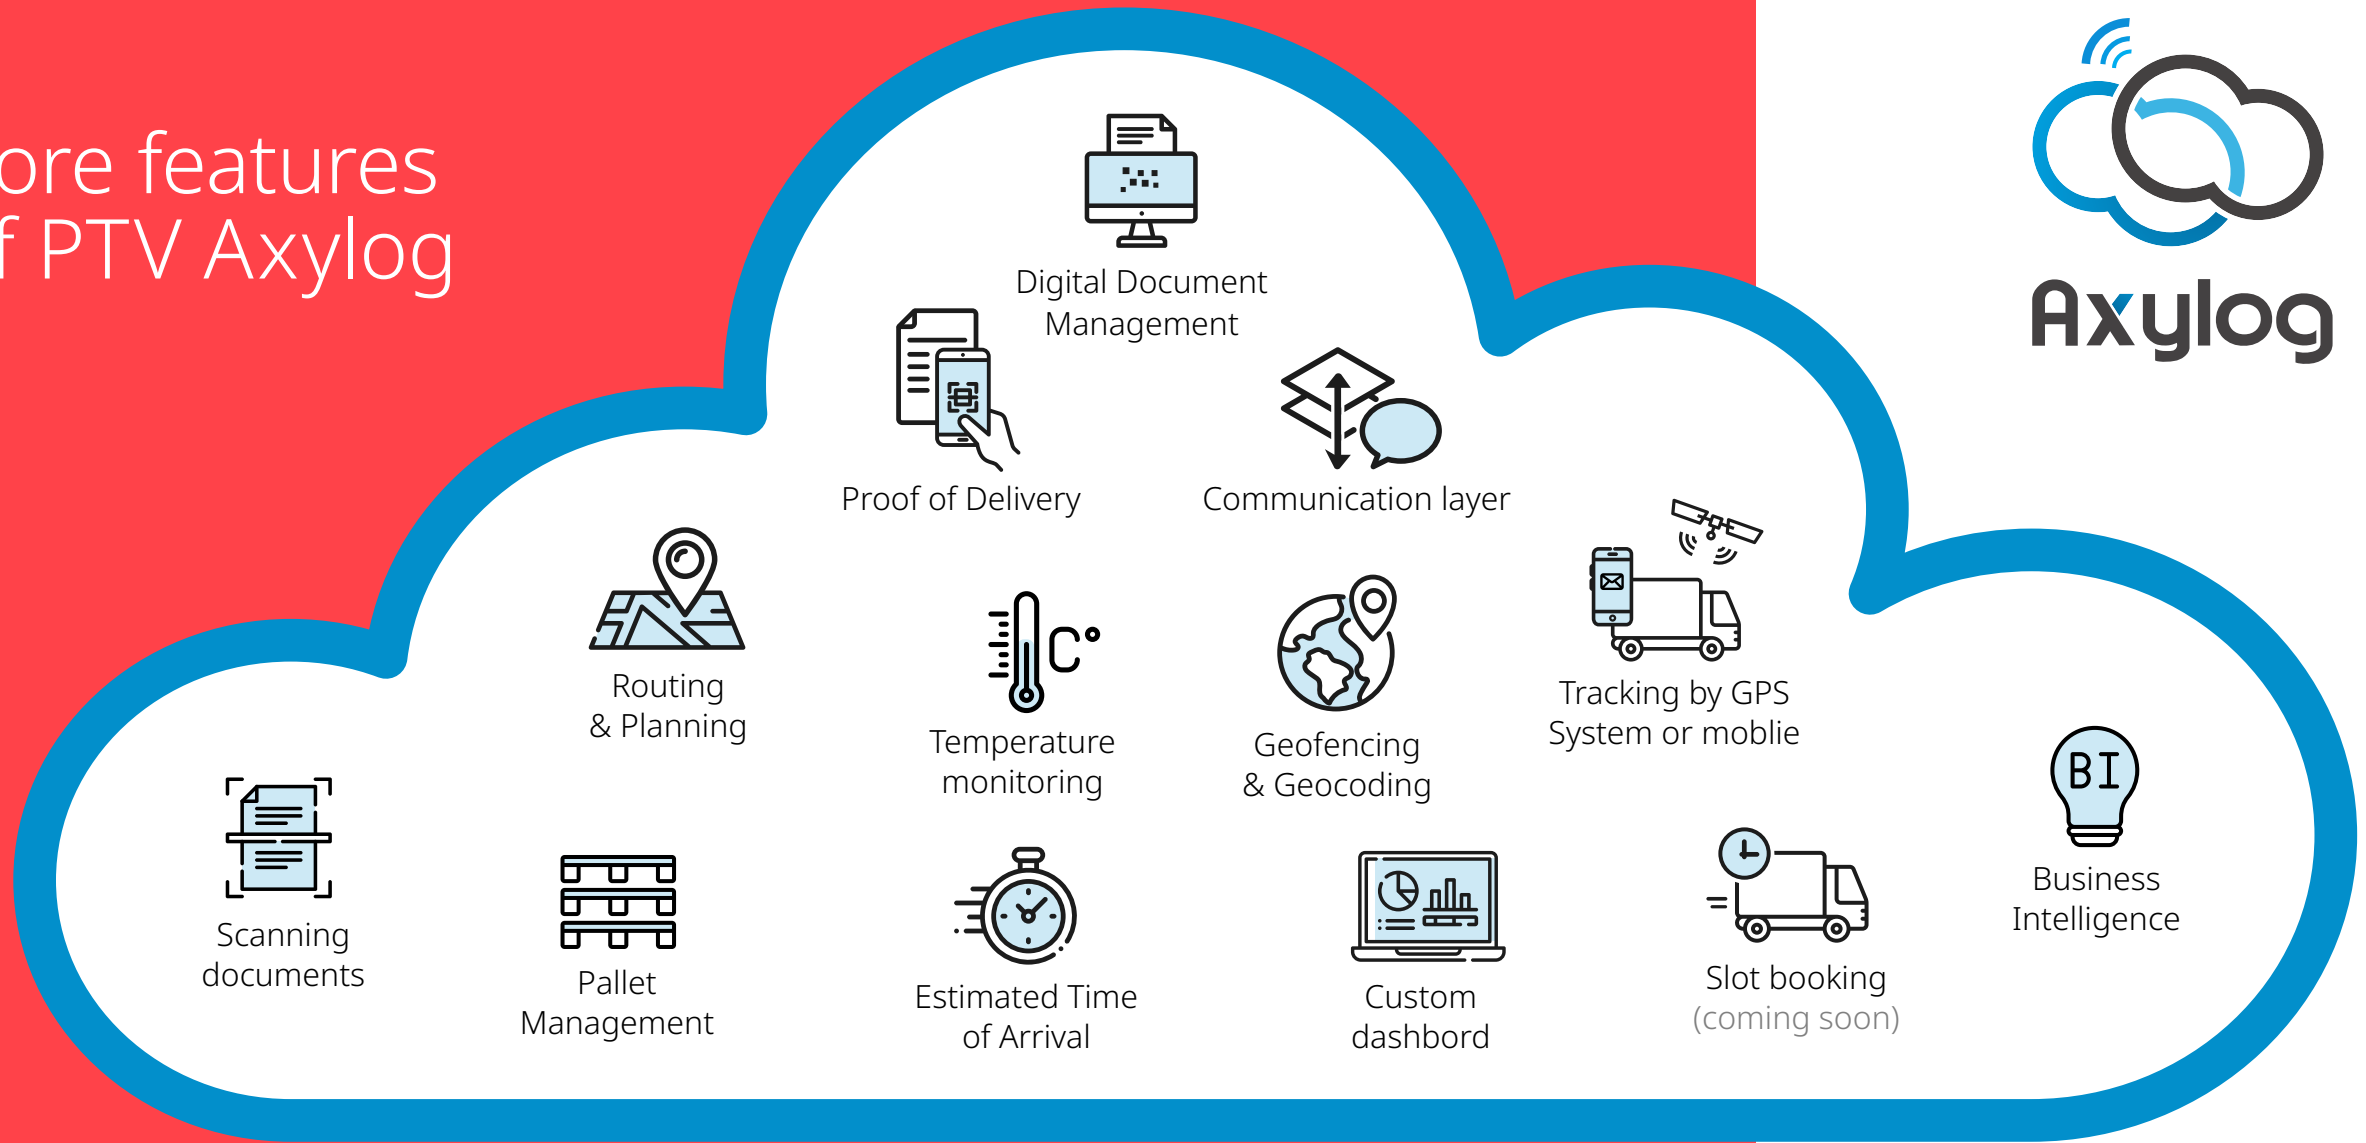 ore features
f PTV Axylog
Axylog
Digital Document
Management
Proof of Delivery
Communication layer
Routing
& Planning
C°
Temperature
monitoring
Geofencing
& Geocoding
Tracking by GPS
System or moblie
BI
Business
Intelligence
Scanning
documents
Pallet
Management
Estimated Time
of Arrival
Custom
dashbord
Slot booking
(coming soon)